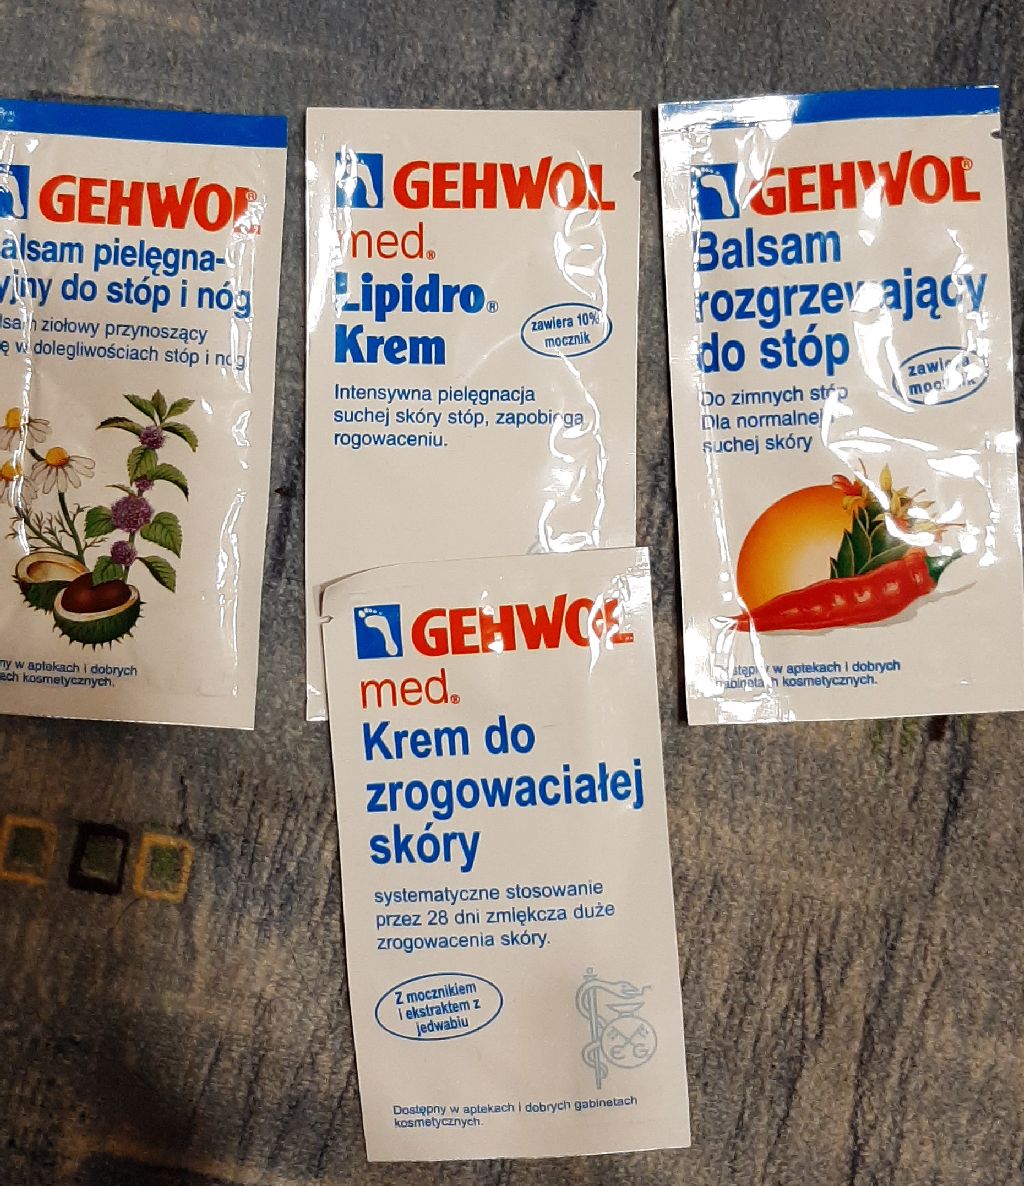 GEHWOL®
alsam pielęgna-
yjny do stóp i nóg
ziołowy przynoszący
w dolegliwościach stóp i nóg
w aptekach i dobrych
kosmetycznych.
GEHWOL
med®
Lipidro®
Krem
zawiera 10%
mocznik
Intensywna pielęgnacja
suchej skóry stóp, zapobiega
rogowaceniu.
GEHWOL®
Balsam
rozgrzewający
do stóp
zawiera
mocznik
Do zimnych stóp
Dla normalnej i
suchej skóry
Dostępny w aptekach i dobrych
gabinetach kosmetycznych.
GEHWOL
med®
Krem do
zrogowaciałej
skóry
systematyczne stosowanie
przez 28 dni zmiękcza duże
zrogowacenia skóry.
Z mocznikiem
i ekstraktem z
jedwabiu
EG
Dostępny w aptekach i dobrych gabinetach
kosmetycznych.